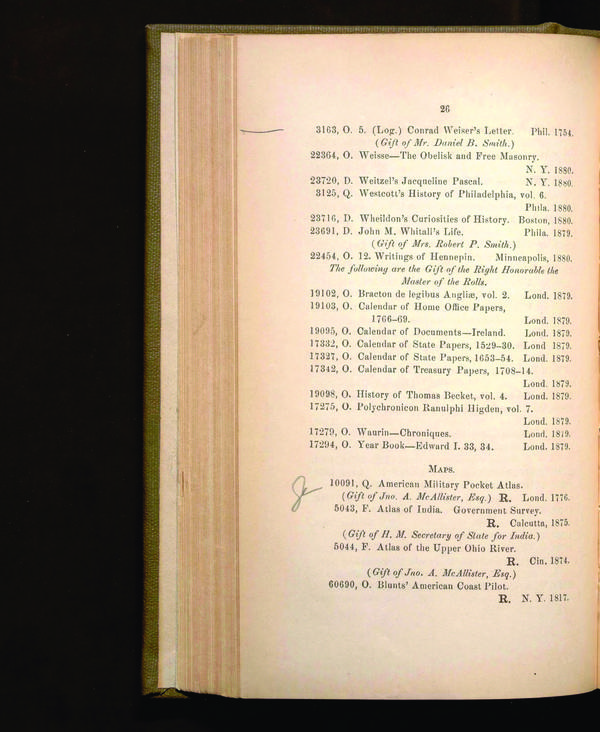 26
3163, O. 5. (Log.) Conrad Weiser's Letter. Phil. 1754.
(Gift of Mr. Daniel B. Smith.)
22364, O. Weisse—The Obelisk and Free Masonry.
N. Y. 1880.
23720, D. Weitzel's Jacqueline Pascal. N. Y. 1880.
3125, Q. Westcott's History of Philadelphia, vol. 6.
Phila. 1880.
23716, D. Wheildon's Curiosities of History. Boston, 1880.
23691, D. John M. Whitall's Life. Phila. 1879.
(Gift of Mrs. Robert P. Smith.)
22454, O. 12. Writings of Hennepin. Minneapolis, 1880.
The following are the Gift of the Right Honorable the
Master of the Rolls.
19102, O. Bracton de legibus Angliæ, vol. 2. Lond. 1879.
19103, O. Calendar of Home Office Papers,
1766–69. Lond. 1879.
19095, O. Calendar of Documents—Ireland. Lond. 1879.
17332, O. Calendar of State Papers, 1529–30. Lond 1879.
17327, O. Calendar of State Papers, 1653–54. Lond. 1879.
17342, O. Calendar of Treasury Papers, 1708–14.
Lond. 1879.
19098, O. History of Thomas Becket, vol. 4. Lond. 1879.
17275, O. Polychronicon Ranulphi Higden, vol. 7.
Lond. 1879.
17279, O. Waurin—Chroniques. Lond. 1879.
17294, O. Year Book—Edward I. 33, 34. Lond. 1879.
MAPS.
10091, Q. American Military Pocket Atlas.
(Gift of Jno. A. McAllister, Esq.) R. Lond. 1776.
5043, F. Atlas of India. Government Survey.
R. Calcutta, 1875.
(Gift of H. M. Secretary of State for India.)
5044, F. Atlas of the Upper Ohio River.
R. Cin. 1874.
(Gift of Jno. A. McAllister, Esq.)
60690, O. Blunts' American Coast Pilot.
R. N. Y. 1817.